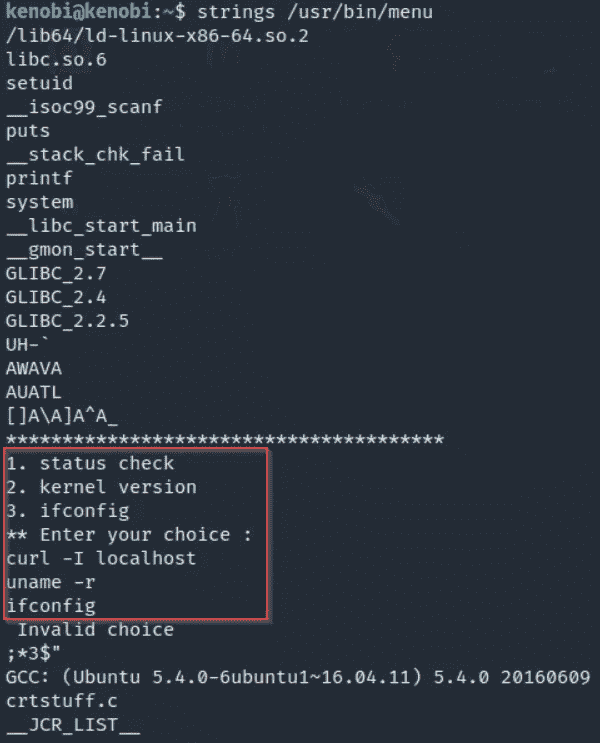 kenobi@kenobi:~$ strings /usr/bin/menu
/lib64/ld-linux-x86-64.so.2
libc.so.6
setuid
__isoc99_scanf
puts
__stack_chk_fail
printf
system
__libc_start_main
__gmon_start__
GLIBC_2.7
GLIBC_2.4
GLIBC_2.2.5
UH-`
AWAVA
AUATL
[]A\A]A^A_
***************************************
1. status check
2. kernel version
3. ifconfig
** Enter your choice :
curl -I localhost
uname -r
ifconfig
 Invalid choice
;*3$"
GCC: (Ubuntu 5.4.0-6ubuntu1~16.04.11) 5.4.0 20160609
crtstuff.c
__JCR_LIST__